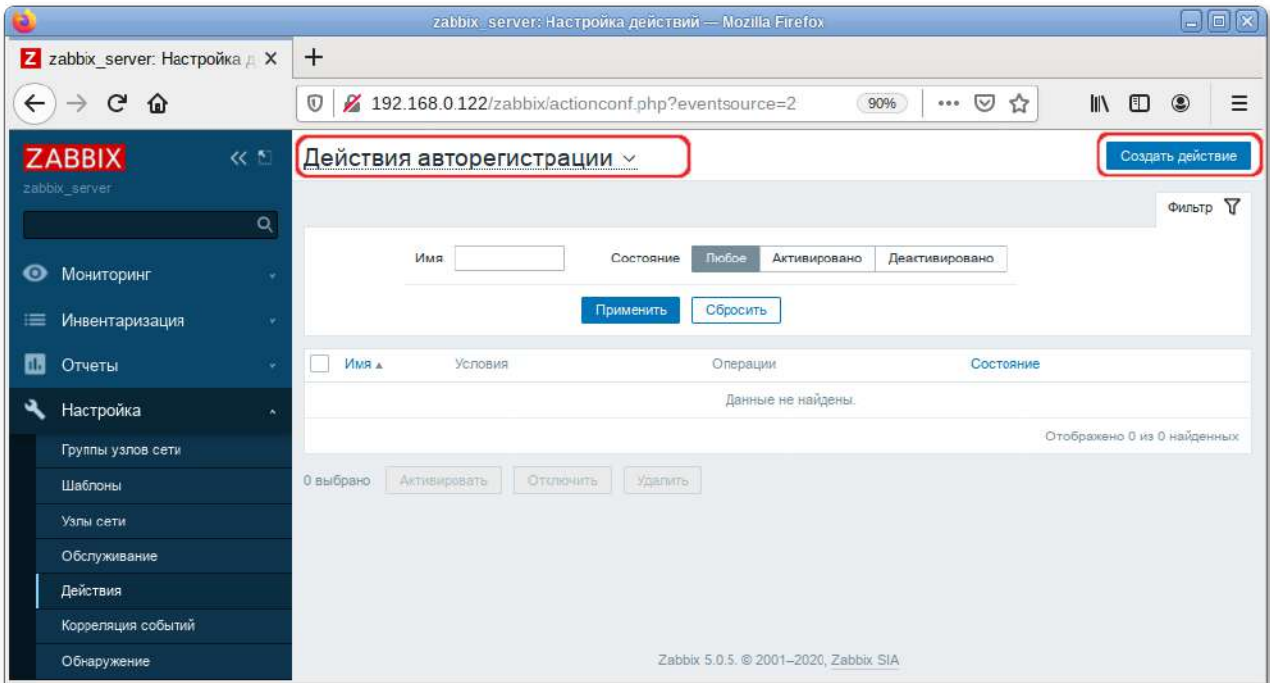 zabbix_server: Настройка действий — Mozilla Firefox
Z zabbix_server: Настройка д
192.168.0.122/zabbix/actionconf.php?eventsource=2 90%
ZABBIX
zabbix_server
Действия авторегистрации
Создать действие
Фильтр
Имя Состояние Любое Активировано Деактивировано
Применить Сбросить
Имя Условия Операции Состояние
Данные не найдены.
Отображено 0 из 0 найденных
0 выбрано Активировать Отключить Удалить
Мониторинг
Инвентаризация
Отчеты
Настройка
Группы узлов сети
Шаблоны
Узлы сети
Обслуживание
Действия
Корреляция событий
Обнаружение
Zabbix 5.0.5. © 2001–2020, Zabbix SIA